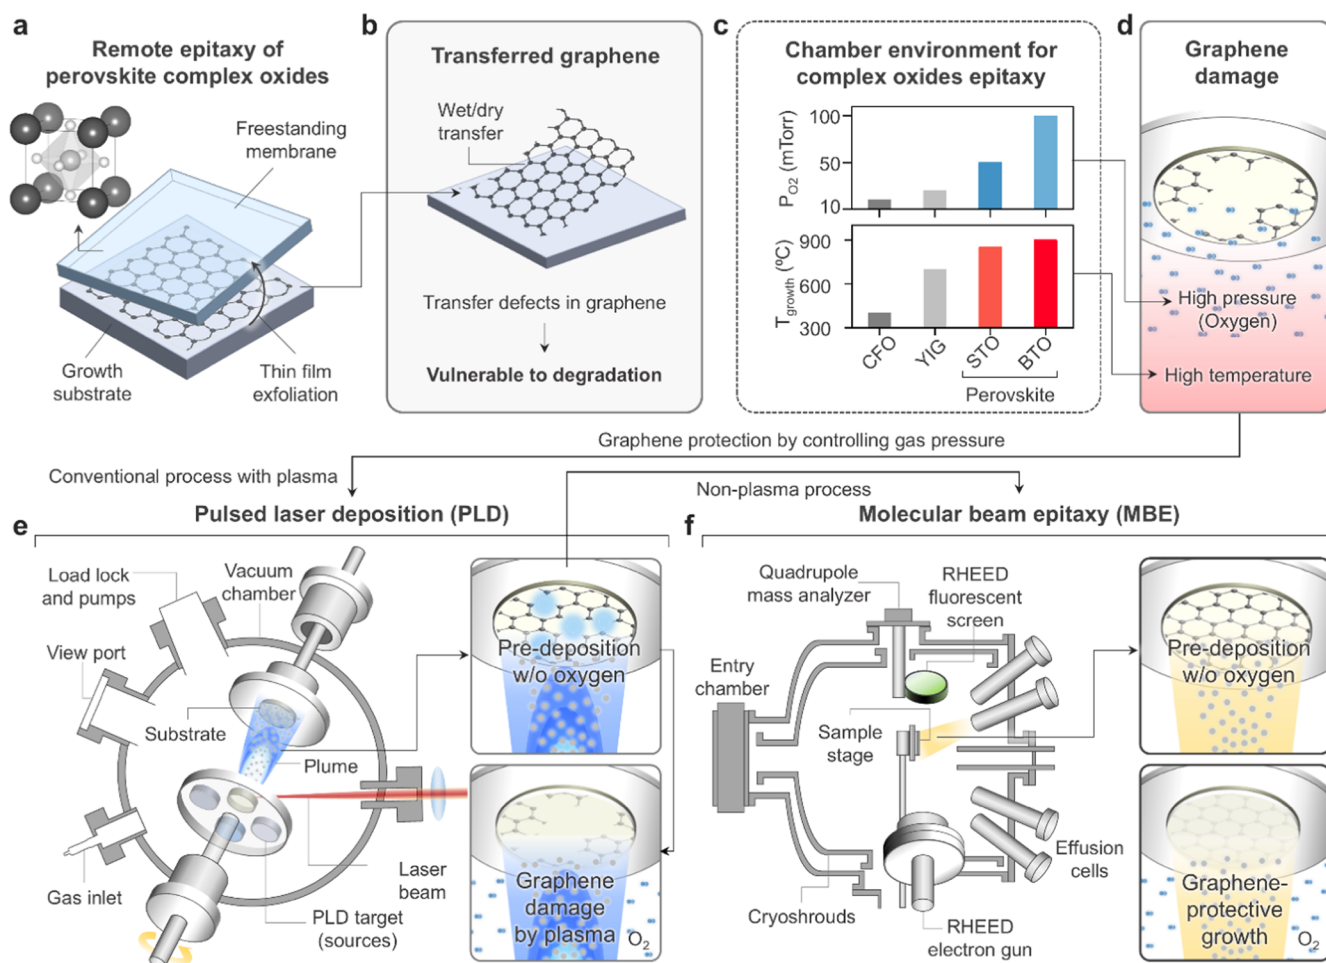 a
Remote epitaxy of
perovskite complex oxides
Freestanding
membrane
Growth
substrate
Thin film
exfoliation
b
Transferred graphene
Wet/dry
transfer
Transfer defects in graphene
Vulnerable to degradation
c
Chamber environment for
complex oxides epitaxy
P_O2 (mTorr)
100
50
10
T_growth (ºC)
900
600
300
CFO
YIG
STO
BTO
Perovskite
d
Graphene
damage
High pressure
(Oxygen)
High temperature
Graphene protection by controlling gas pressure
Conventional process with plasma
Non-plasma process
e
Pulsed laser deposition (PLD)
Load lock
and pumps
Vacuum
chamber
View port
Substrate
Plume
Gas inlet
Laser
beam
PLD target
(sources)
Pre-deposition
w/o oxygen
Graphene
damage
by plasma
O2
f
Molecular beam epitaxy (MBE)
Quadrupole
mass analyzer
RHEED
fluorescent
screen
Entry
chamber
Sample
stage
Effusion
cells
Cryoshrouds
RHEED
electron gun
Pre-deposition
w/o oxygen
Graphene-
protective
growth
O2